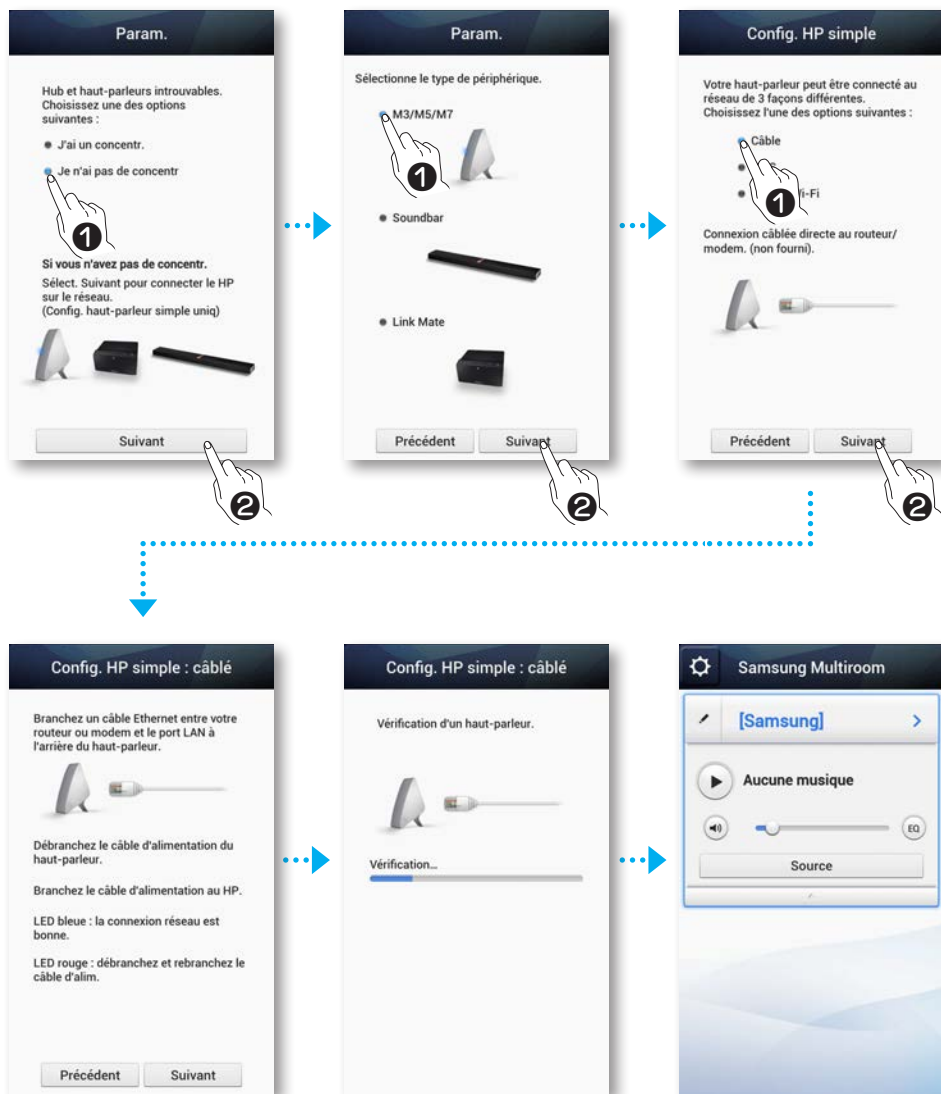 Param.
Hub et haut-parleurs introuvables.
Choisissez une des options
suivantes :
J'ai un concentr.
Je n'ai pas de concentr
1
Si vous n'avez pas de concentr.
Sélect. Suivant pour connecter le HP
sur le réseau.
(Config. haut-parleur simple uniq)
Suivant
2
Param.
Sélectionne le type de périphérique.
M3/M5/M7
1
Soundbar
Link Mate
Précédent Suivant
2
Config. HP simple
Votre haut-parleur peut être connecté au
réseau de 3 façons différentes.
Choisissez l'une des options suivantes :
Câble
i-Fi
1
Connexion câblée directe au routeur/
modem. (non fourni).
Précédent Suivant
2
Config. HP simple : câblé
Branchez un câble Ethernet entre votre
routeur ou modem et le port LAN à
l'arrière du haut-parleur.
Débranchez le câble d'alimentation du
haut-parleur.
Branchez le câble d'alimentation au HP.
LED bleue : la connexion réseau est
bonne.
LED rouge : débranchez et rebranchez le
câble d'alim.
Précédent Suivant
Config. HP simple : câblé
Vérification d'un haut-parleur.
Vérification...
Samsung Multiroom
[Samsung]
Aucune musique
EQ
Source